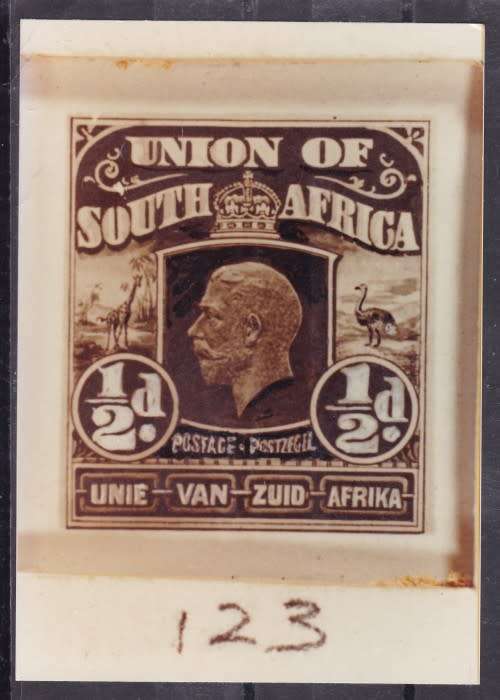 UNION OF
SOUTH AFRICA
½d. ½d.
POSTAGE • POSTZEGEL
UNIE - VAN - ZUID - AFRIKA
123